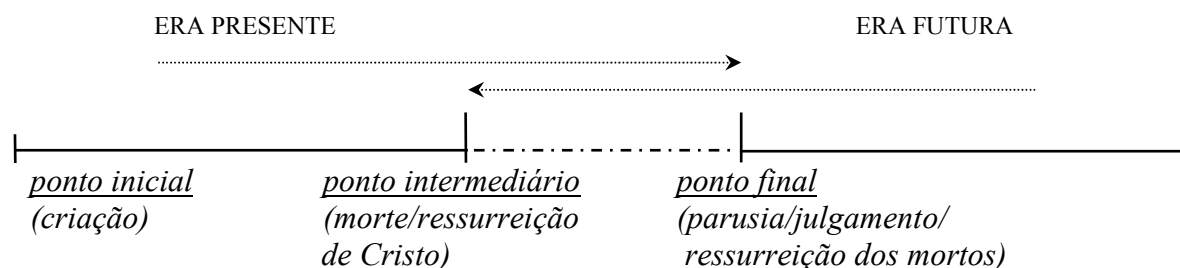 ERA PRESENTE ERA FUTURA
ponto inicial ponto intermediário ponto final
(criação) (morte/ressurreição (parusia/julgamento/
de Cristo) ressurreição dos mortos)